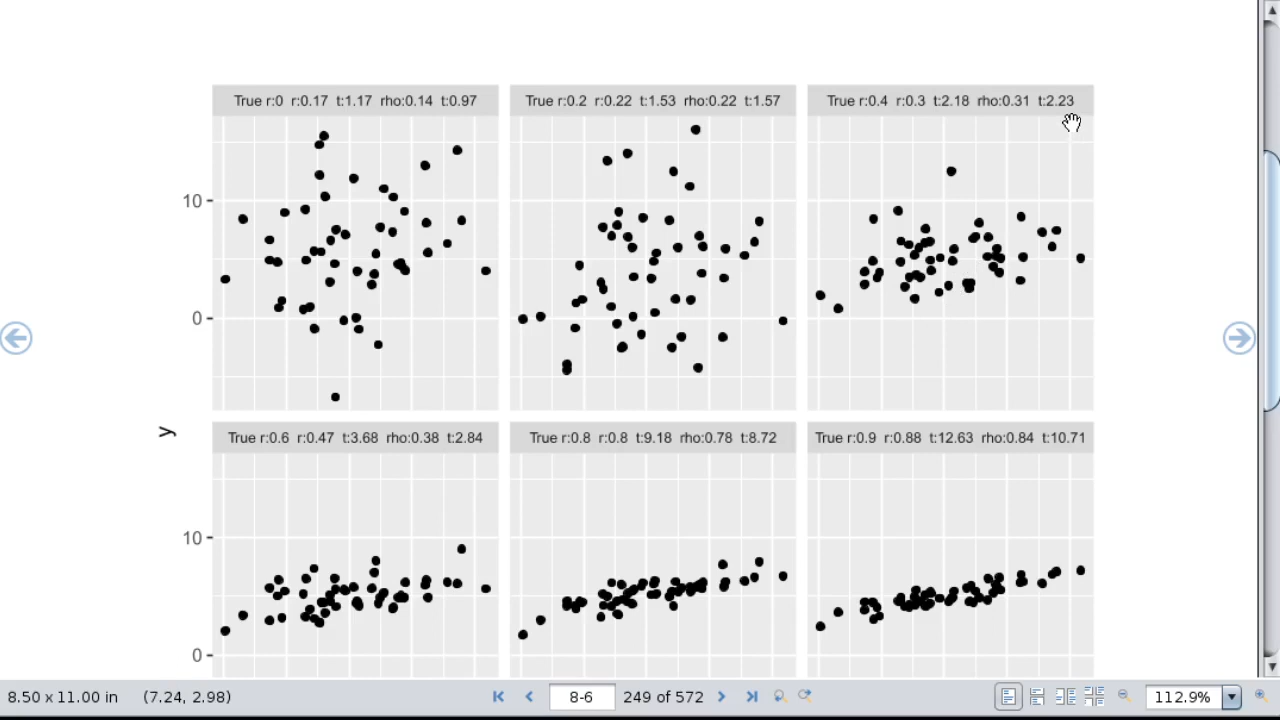 True r:0 r:0.17 t:1.17 rho:0.14 t:0.97
True r:0.2 r:0.22 t:1.53 rho:0.22 t:1.57
True r:0.4 r:0.3 t:2.18 rho:0.31 t:2.23
10
0
y
True r:0.6 r:0.47 t:3.68 rho:0.38 t:2.84
True r:0.8 r:0.8 t:9.18 rho:0.78 t:8.72
True r:0.9 r:0.88 t:12.63 rho:0.84 t:10.71
10
0
8.50 x 11.00 in (7.24, 2.98) 8-6 249 of 572 112.9%